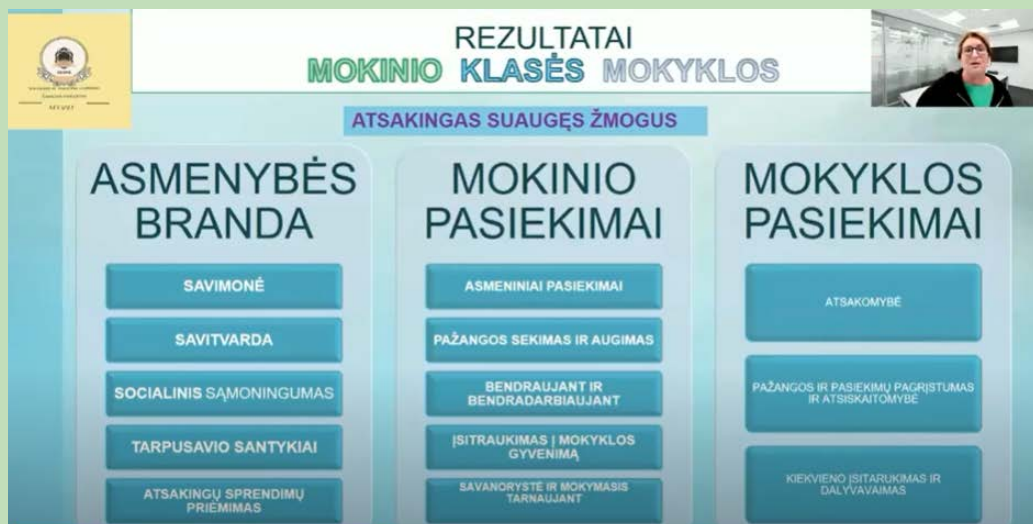 REZULTATAI
MOKINIO KLASĖS MOKYKLOS
ATSAKINGAS SUAUGĘS ŽMOGUS
ASMENYBĖS
BRANDA
SAVIMONĖ
SAVITVARDA
SOCIALINIS SĄMONINGUMAS
TARPUSAVIO SANTYKIAI
ATSAKINGŲ SPRENDIMŲ
PRIĖMIMAS
MOKINIO
PASIEKIMAI
ASMENINIAI PASIEKIMAI
PAŽANGOS SEKIMAS IR AUGIMAS
BENDRAUJANT IR
BENDRADARBIAUJANT
ĮSITRAUKIMAS Į MOKYKLOS
GYVENIMĄ
SAVANORYSTĖ IR MOKYMASIS
TARNAUJANT
MOKYKLOS
PASIEKIMAI
ATSAKOMYBĖ
PAŽANGOS IR PASIEKIMŲ PAGRĮSTUMAS
IR ATSISKAITOMYBĖ
KIEKVIENO ĮSITARUKIMAS IR
DALYVAVAIMAS